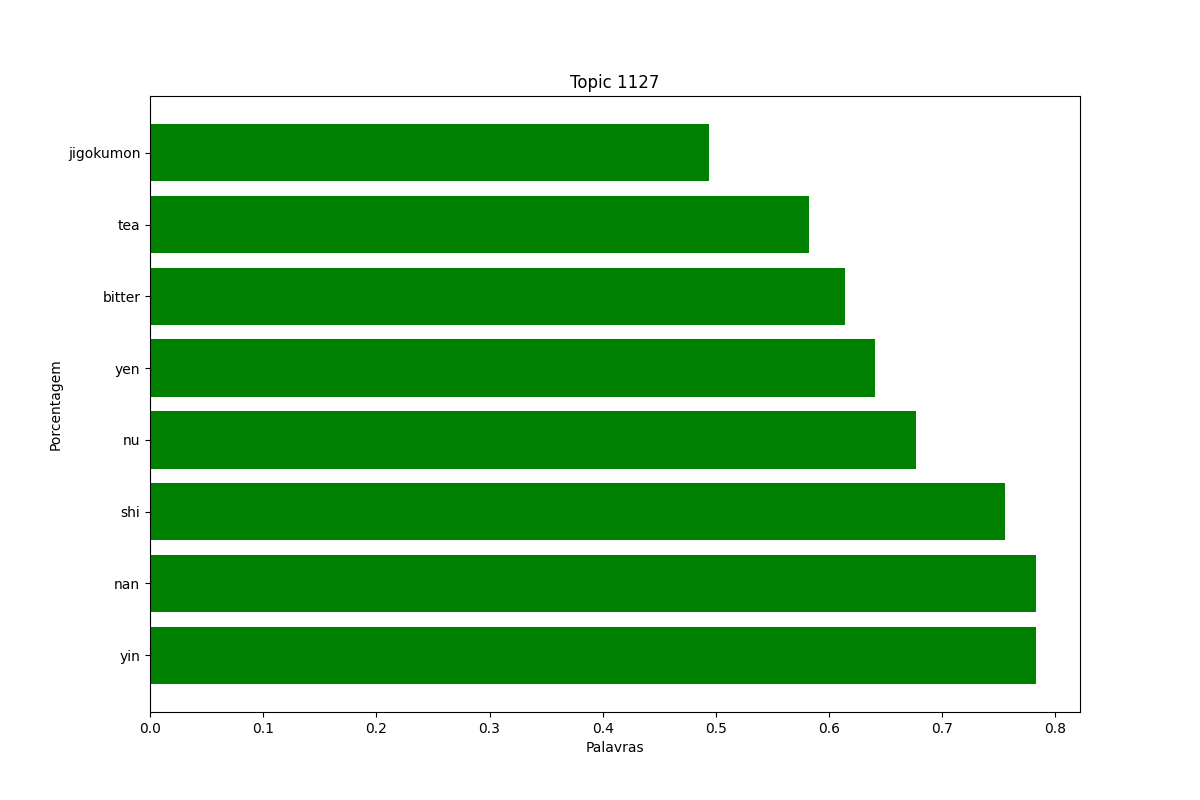 Topic 1127
jigokumon
tea
bitter
yen
nu
shi
nan
yin
Porcentagem
0.0 0.1 0.2 0.3 0.4 0.5 0.6 0.7 0.8
Palavras